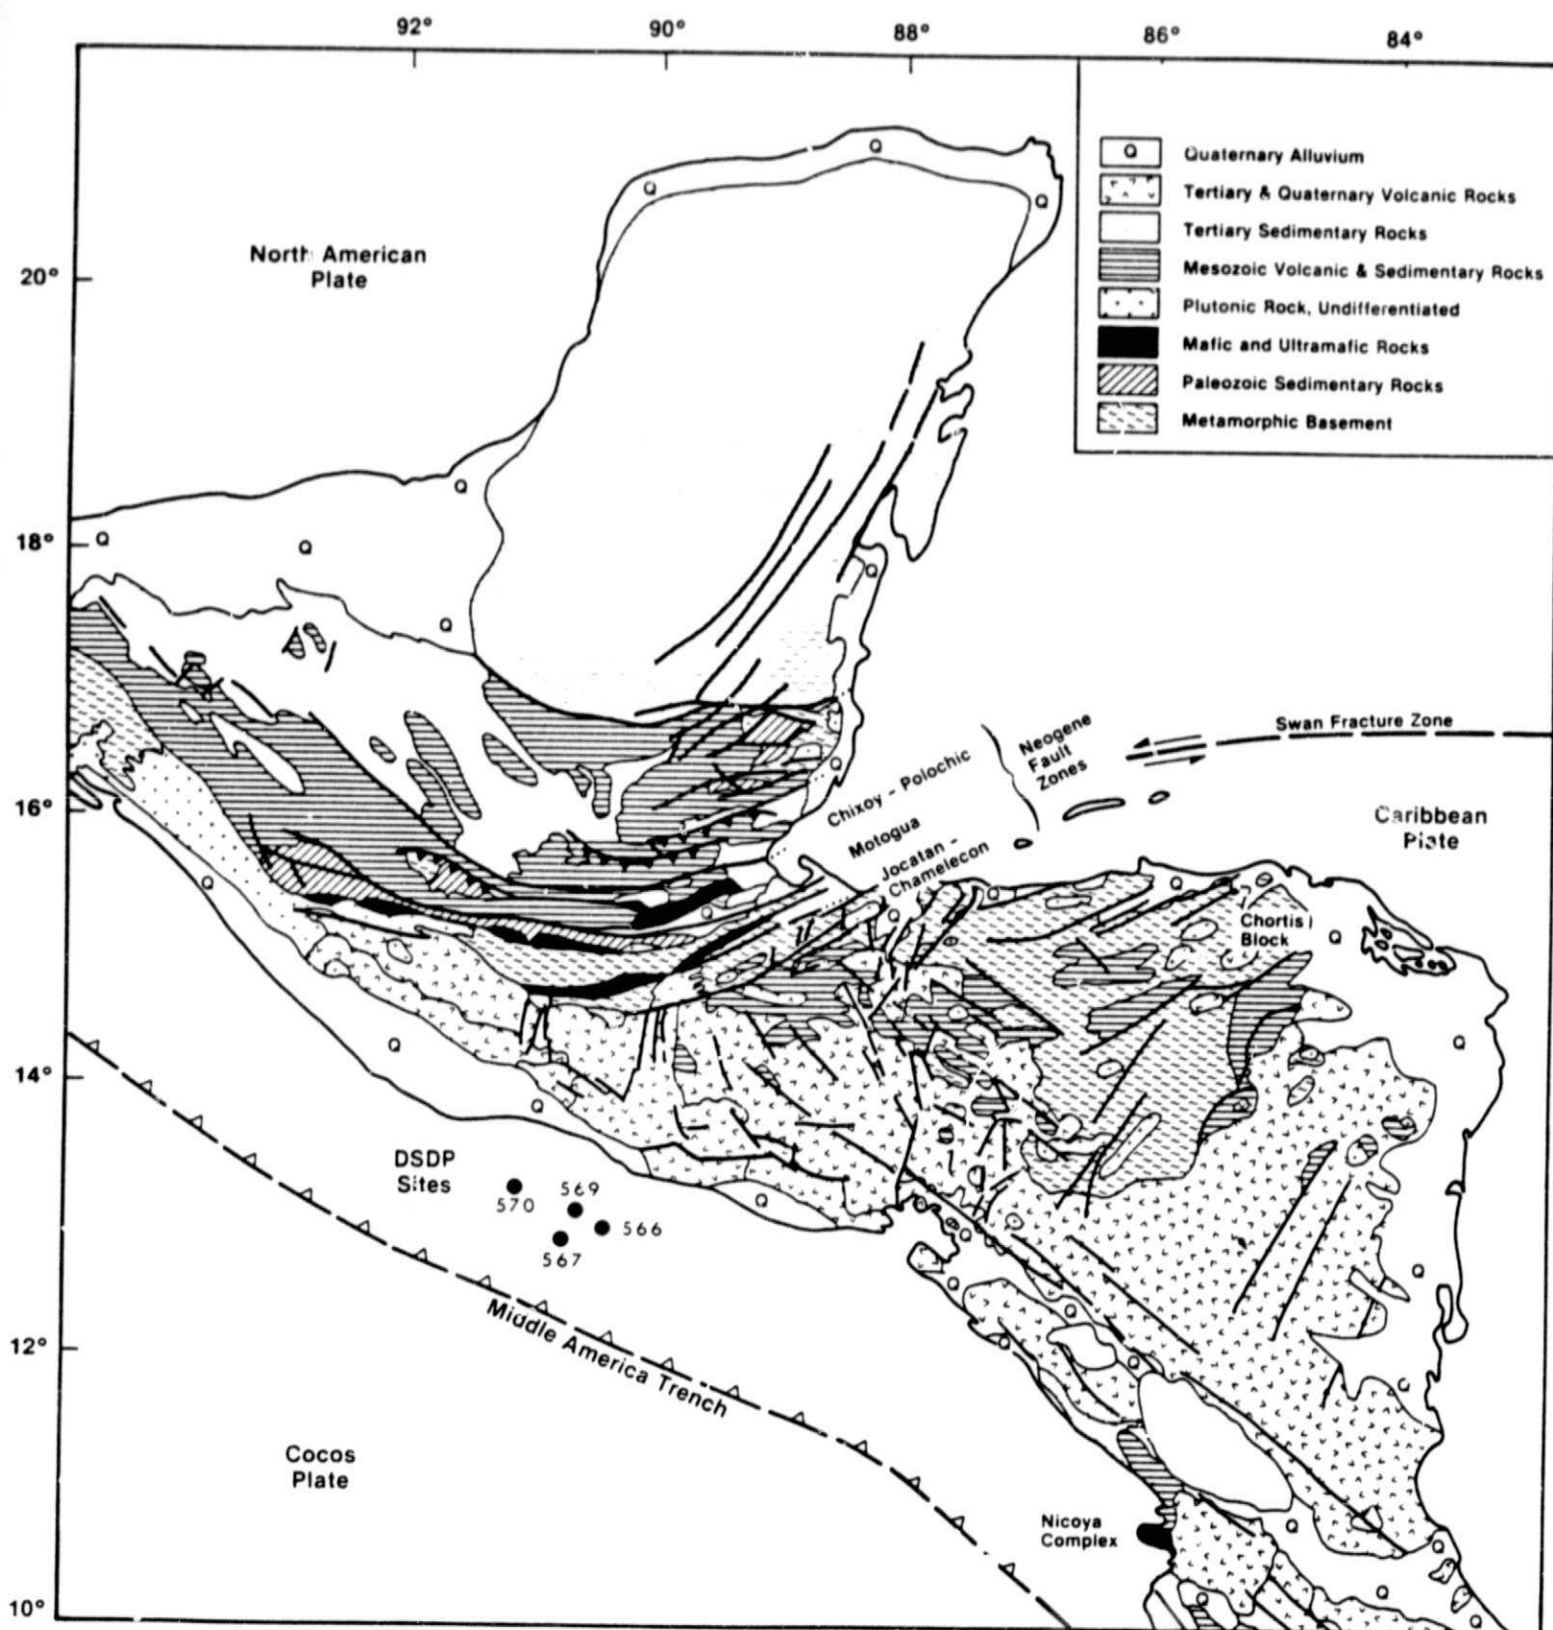 92°
90°
88°
86°
84°
Q
Quaternary Alluvium
Tertiary & Quaternary Volcanic Rocks
Tertiary Sedimentary Rocks
Mesozoic Volcanic & Sedimentary Rocks
Plutonic Rock, Undifferentiated
Mafic and Ultramafic Rocks
Paleozoic Sedimentary Rocks
Metamorphic Basement
Q
Q
Q
North American
Plate
20°
Q
18°
Q
Q
Q
Q
Swan Fracture Zone
Neogene
Fault
Zones
Chixoy - Polochic
Motogua
Jocatan -
Chamelecon
Q
16°
Caribbean
Plate
Q
Q
Q
Q
Q
Chortis
Block
Q
Q
Q
14°
Q
DSDP
Sites
570
569
566
567
Q
Q
Q
Q
Q
Q
12°
Middle America Trench
Q
Q
Cocos
Plate
Nicoya
Complex
Q
Q
Q
Q
Q
10°